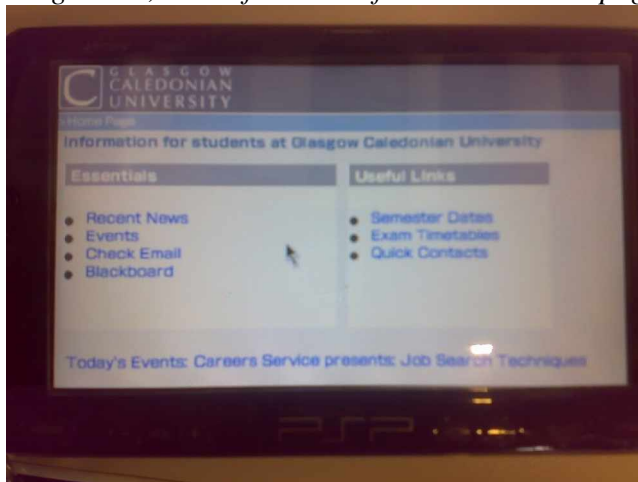 GLASGOW
CALEDONIAN
UNIVERSITY
Home Page
Information for students at Glasgow Caledonian University
Essentials
Recent News
Events
Check Email
Blackboard
Useful Links
Semester Dates
Exam Timetables
Quick Contacts
Today's Events: Careers Service presents: Job Search Techniques
PSP